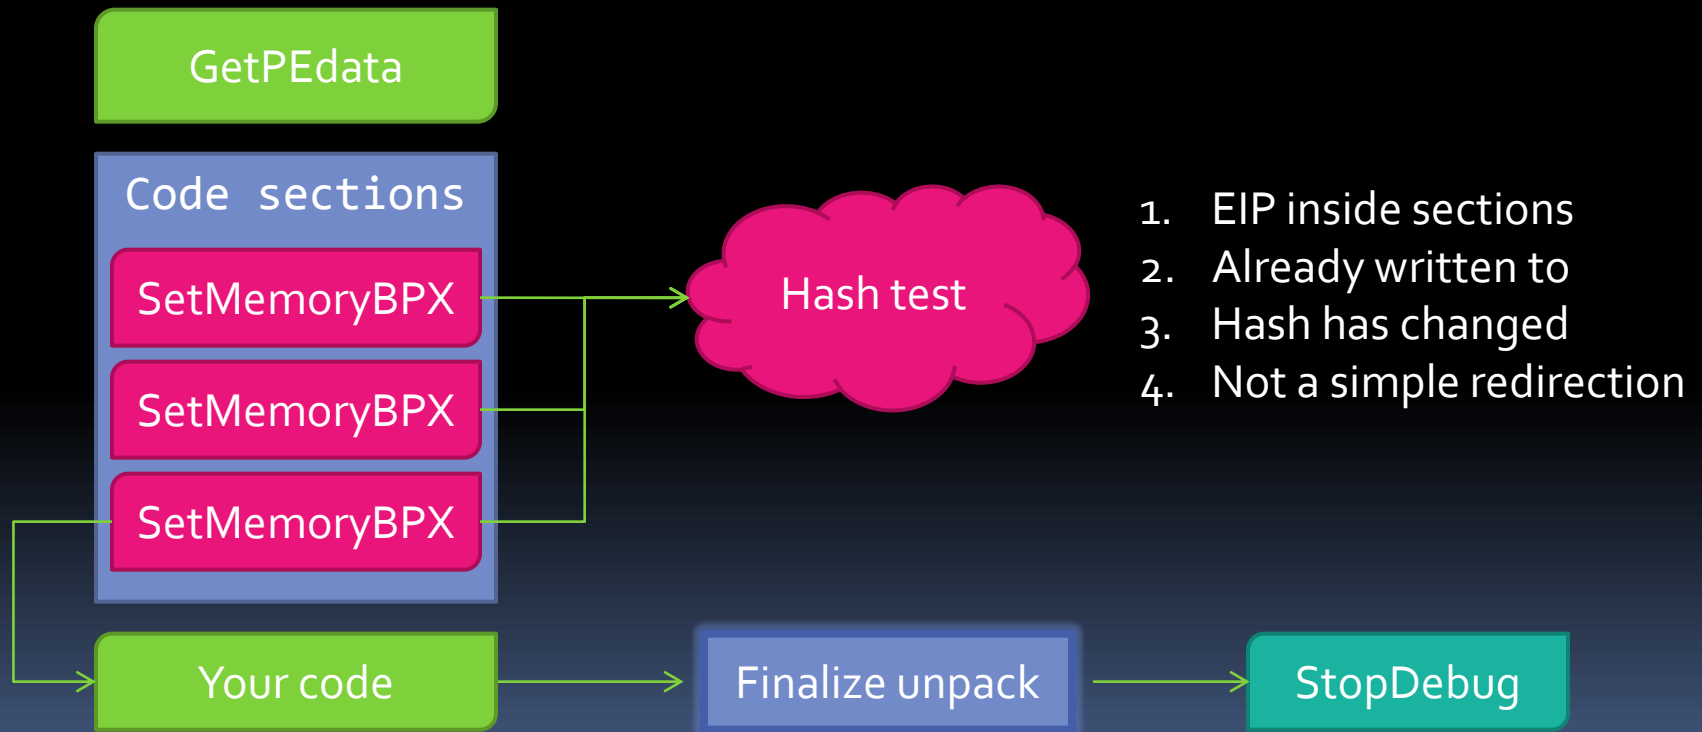 GetPEdata
Code sections
SetMemoryBPX
SetMemoryBPX
SetMemoryBPX
Hash test
1. EIP inside sections
2. Already written to
3. Hash has changed
4. Not a simple redirection
Your code
Finalize unpack
StopDebug